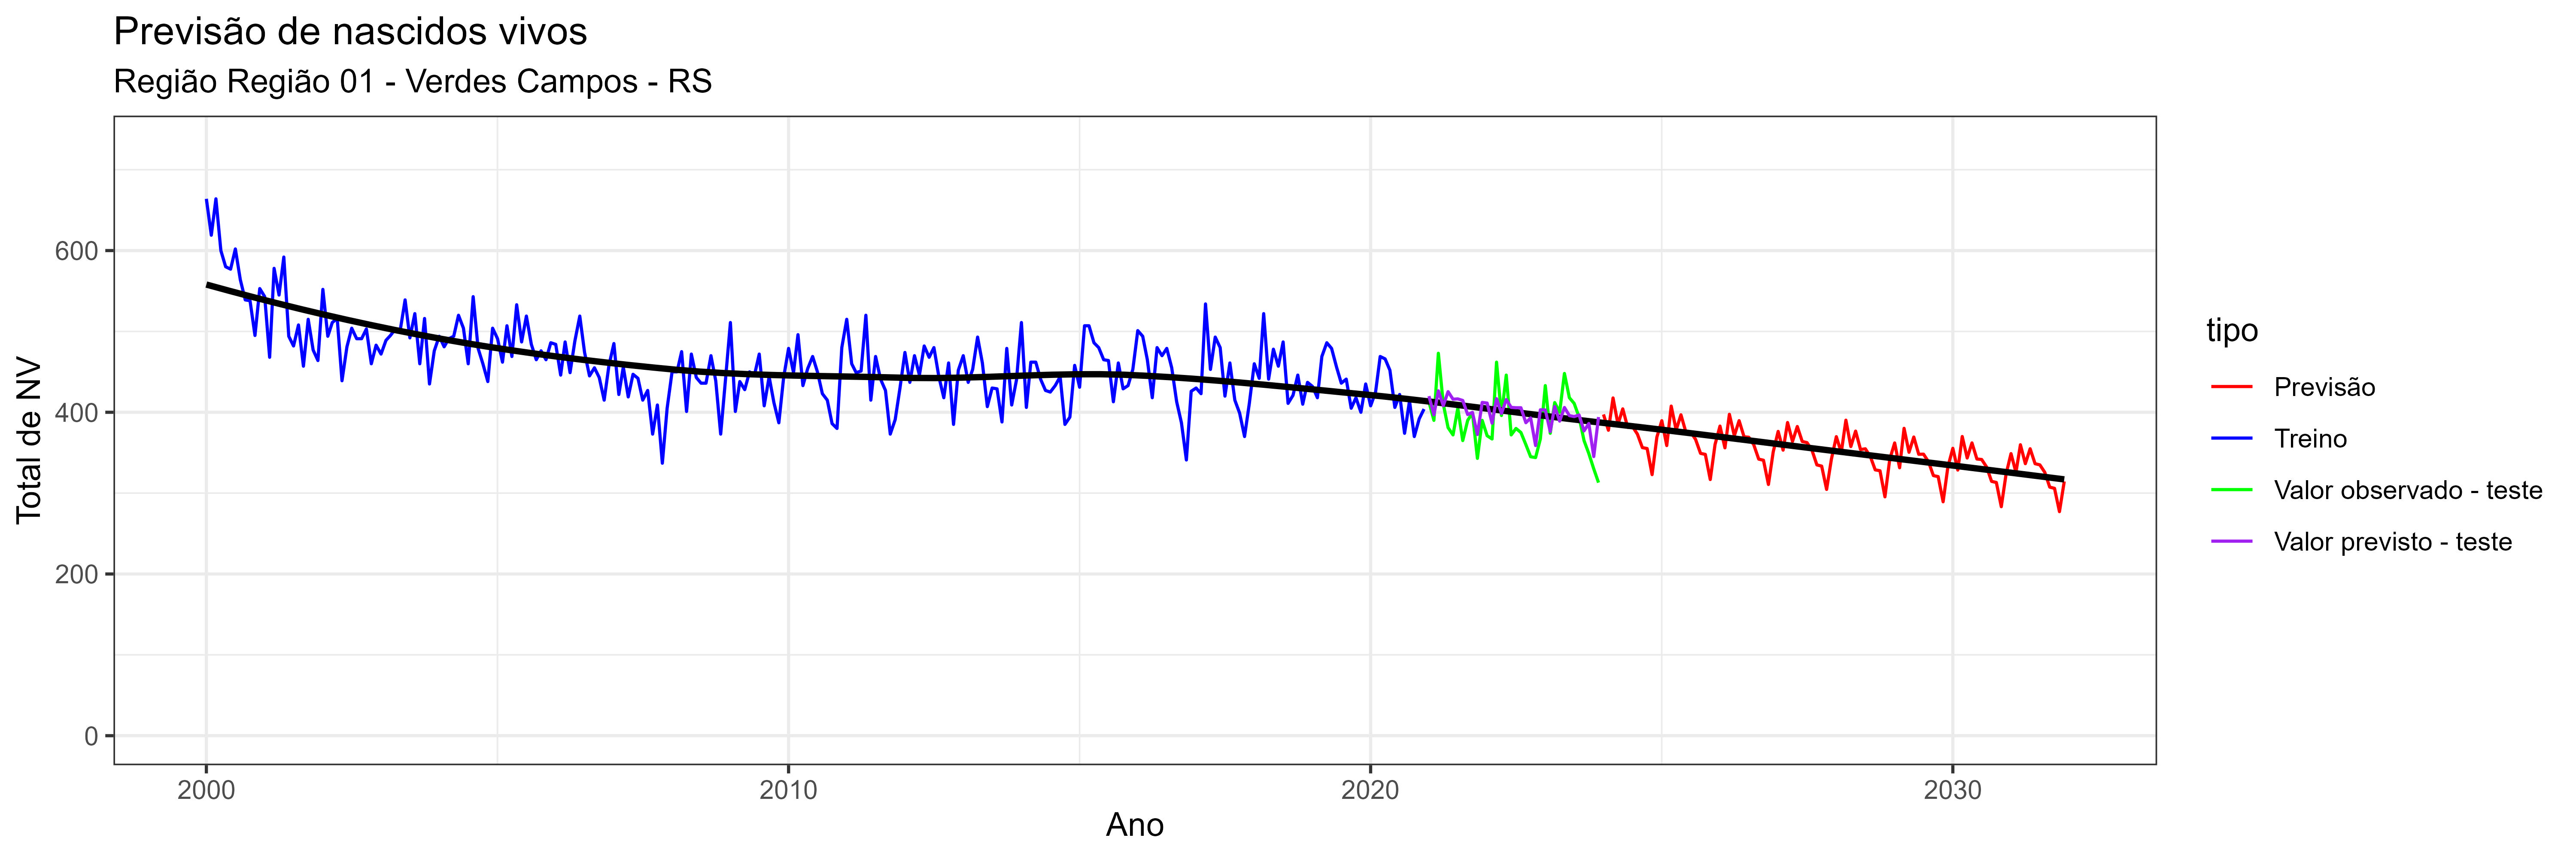 Previsão de nascidos vivos
Região Região 01 - Verdes Campos - RS
Total de NV
600
400
200
0
2000
2010
2020
2030
Ano
tipo
Previsão
Treino
Valor observado - teste
Valor previsto - teste